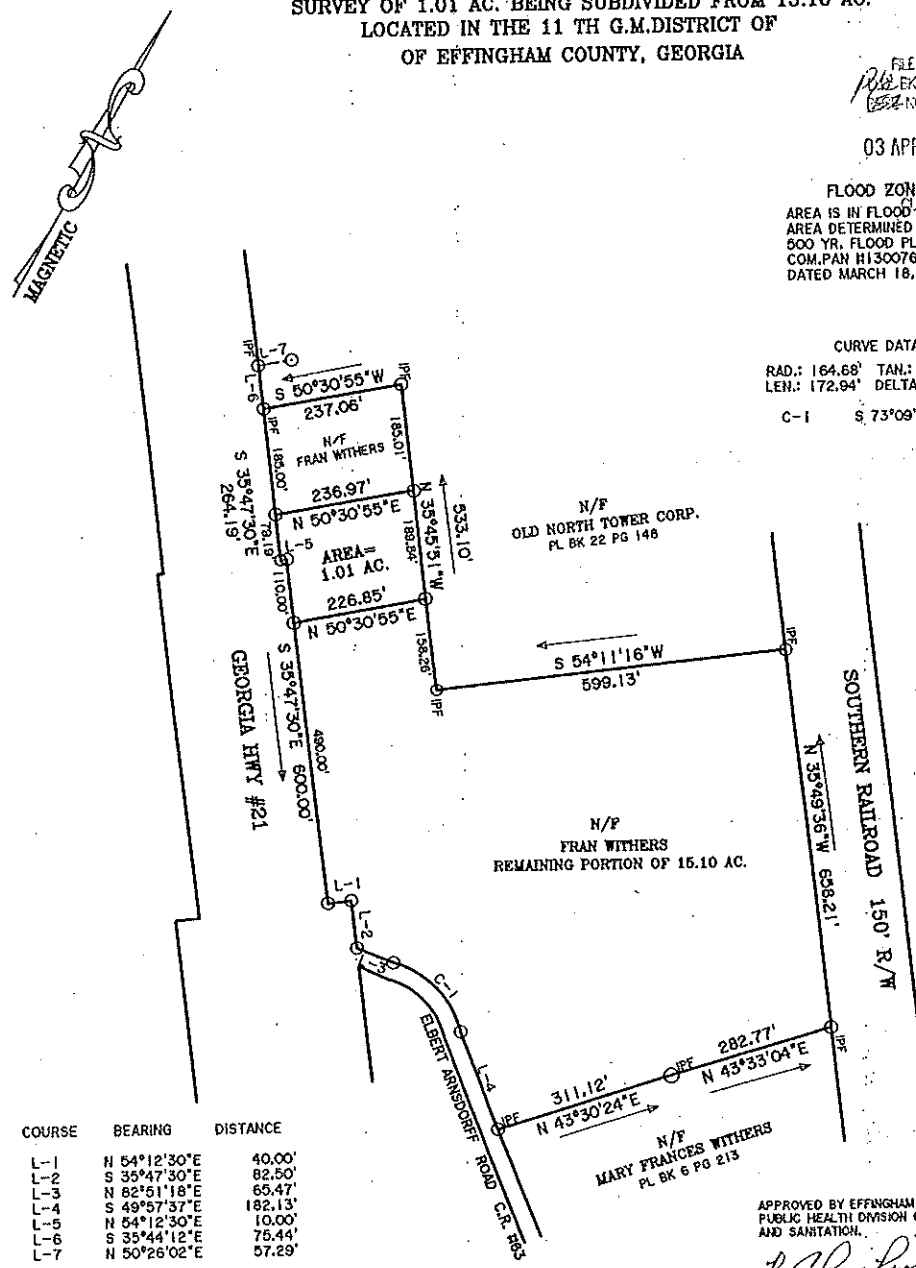 SURVEY OF 1.01 AC. BEING SUBDIVIDED FROM 15.10 AC.
LOCATED IN THE 11 TH G.M.DISTRICT OF
OF EFFINGHAM COUNTY, GEORGIA
MAGNETIC
03 APR
FLOOD ZON
AREA IS IN FLOOD
AREA DETERMINED
500 YR. FLOOD PL
COM.PAN #130076
DATED MARCH 18,
CURVE DATA
RAD.: 164.68' TAN.:
LEN.: 172.94' DELTA
C-1 S 73°09'
IPF
L-7
L-6
IPF
S 50°30'55"W
237.06'
IPF
N/F
FRAN WITHERS
185.00'
185.01'
S 35°47'30"E
264.19'
236.97'
N 50°30'55"E
79.19'
L-5
AREA=
1.01 AC.
110.00'
189.84'
N 35°45'51"W
533.10'
226.85'
N 50°30'55"E
158.26'
IPF
N/F
OLD NORTH TOWER CORP.
PL BK 22 PG 148
S 54°11'16"W
599.13'
IPF
GEORGIA HWY #21
S 35°47'30"E 600.00'
490.00'
SOUTHERN RAILROAD 150' R/W
N 35°49'36"W 658.21'
N/F
FRAN WITHERS
REMAINING PORTION OF 15.10 AC.
L-1
L-2
L-3
C-1
L-4
ELBERT ARNSDORFF ROAD C.R. #63
IPF
311.12'
N 43°30'24"E
IPF
282.77'
N 43°33'04"E
IPF
N/F
MARY FRANCES WITHERS
PL BK 6 PG 213
COURSE BEARING DISTANCE
L-1 N 54°12'30"E 40.00'
L-2 S 35°47'30"E 82.50'
L-3 N 82°51'18"E 65.47'
L-4 S 49°57'37"E 182.13'
L-5 N 54°12'30"E 10.00'
L-6 S 35°44'12"E 75.44'
L-7 N 50°26'02"E 57.29'
APPROVED BY EFFINGHAM
PUBLIC HEALTH DIVISION
AND SANITATION.